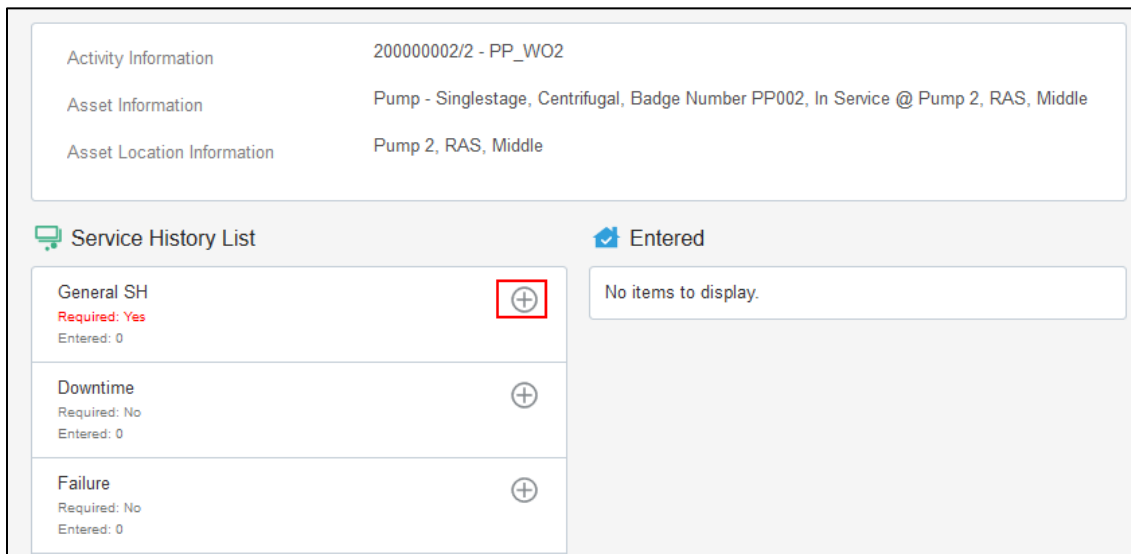 Activity Information 200000002/2 - PP_WO2
Asset Information Pump - Singlestage, Centrifugal, Badge Number PP002, In Service @ Pump 2, RAS, Middle
Asset Location Information Pump 2, RAS, Middle
Service History List
General SH
Required: Yes
Entered: 0
Downtime
Required: No
Entered: 0
Failure
Required: No
Entered: 0
Entered
No items to display.